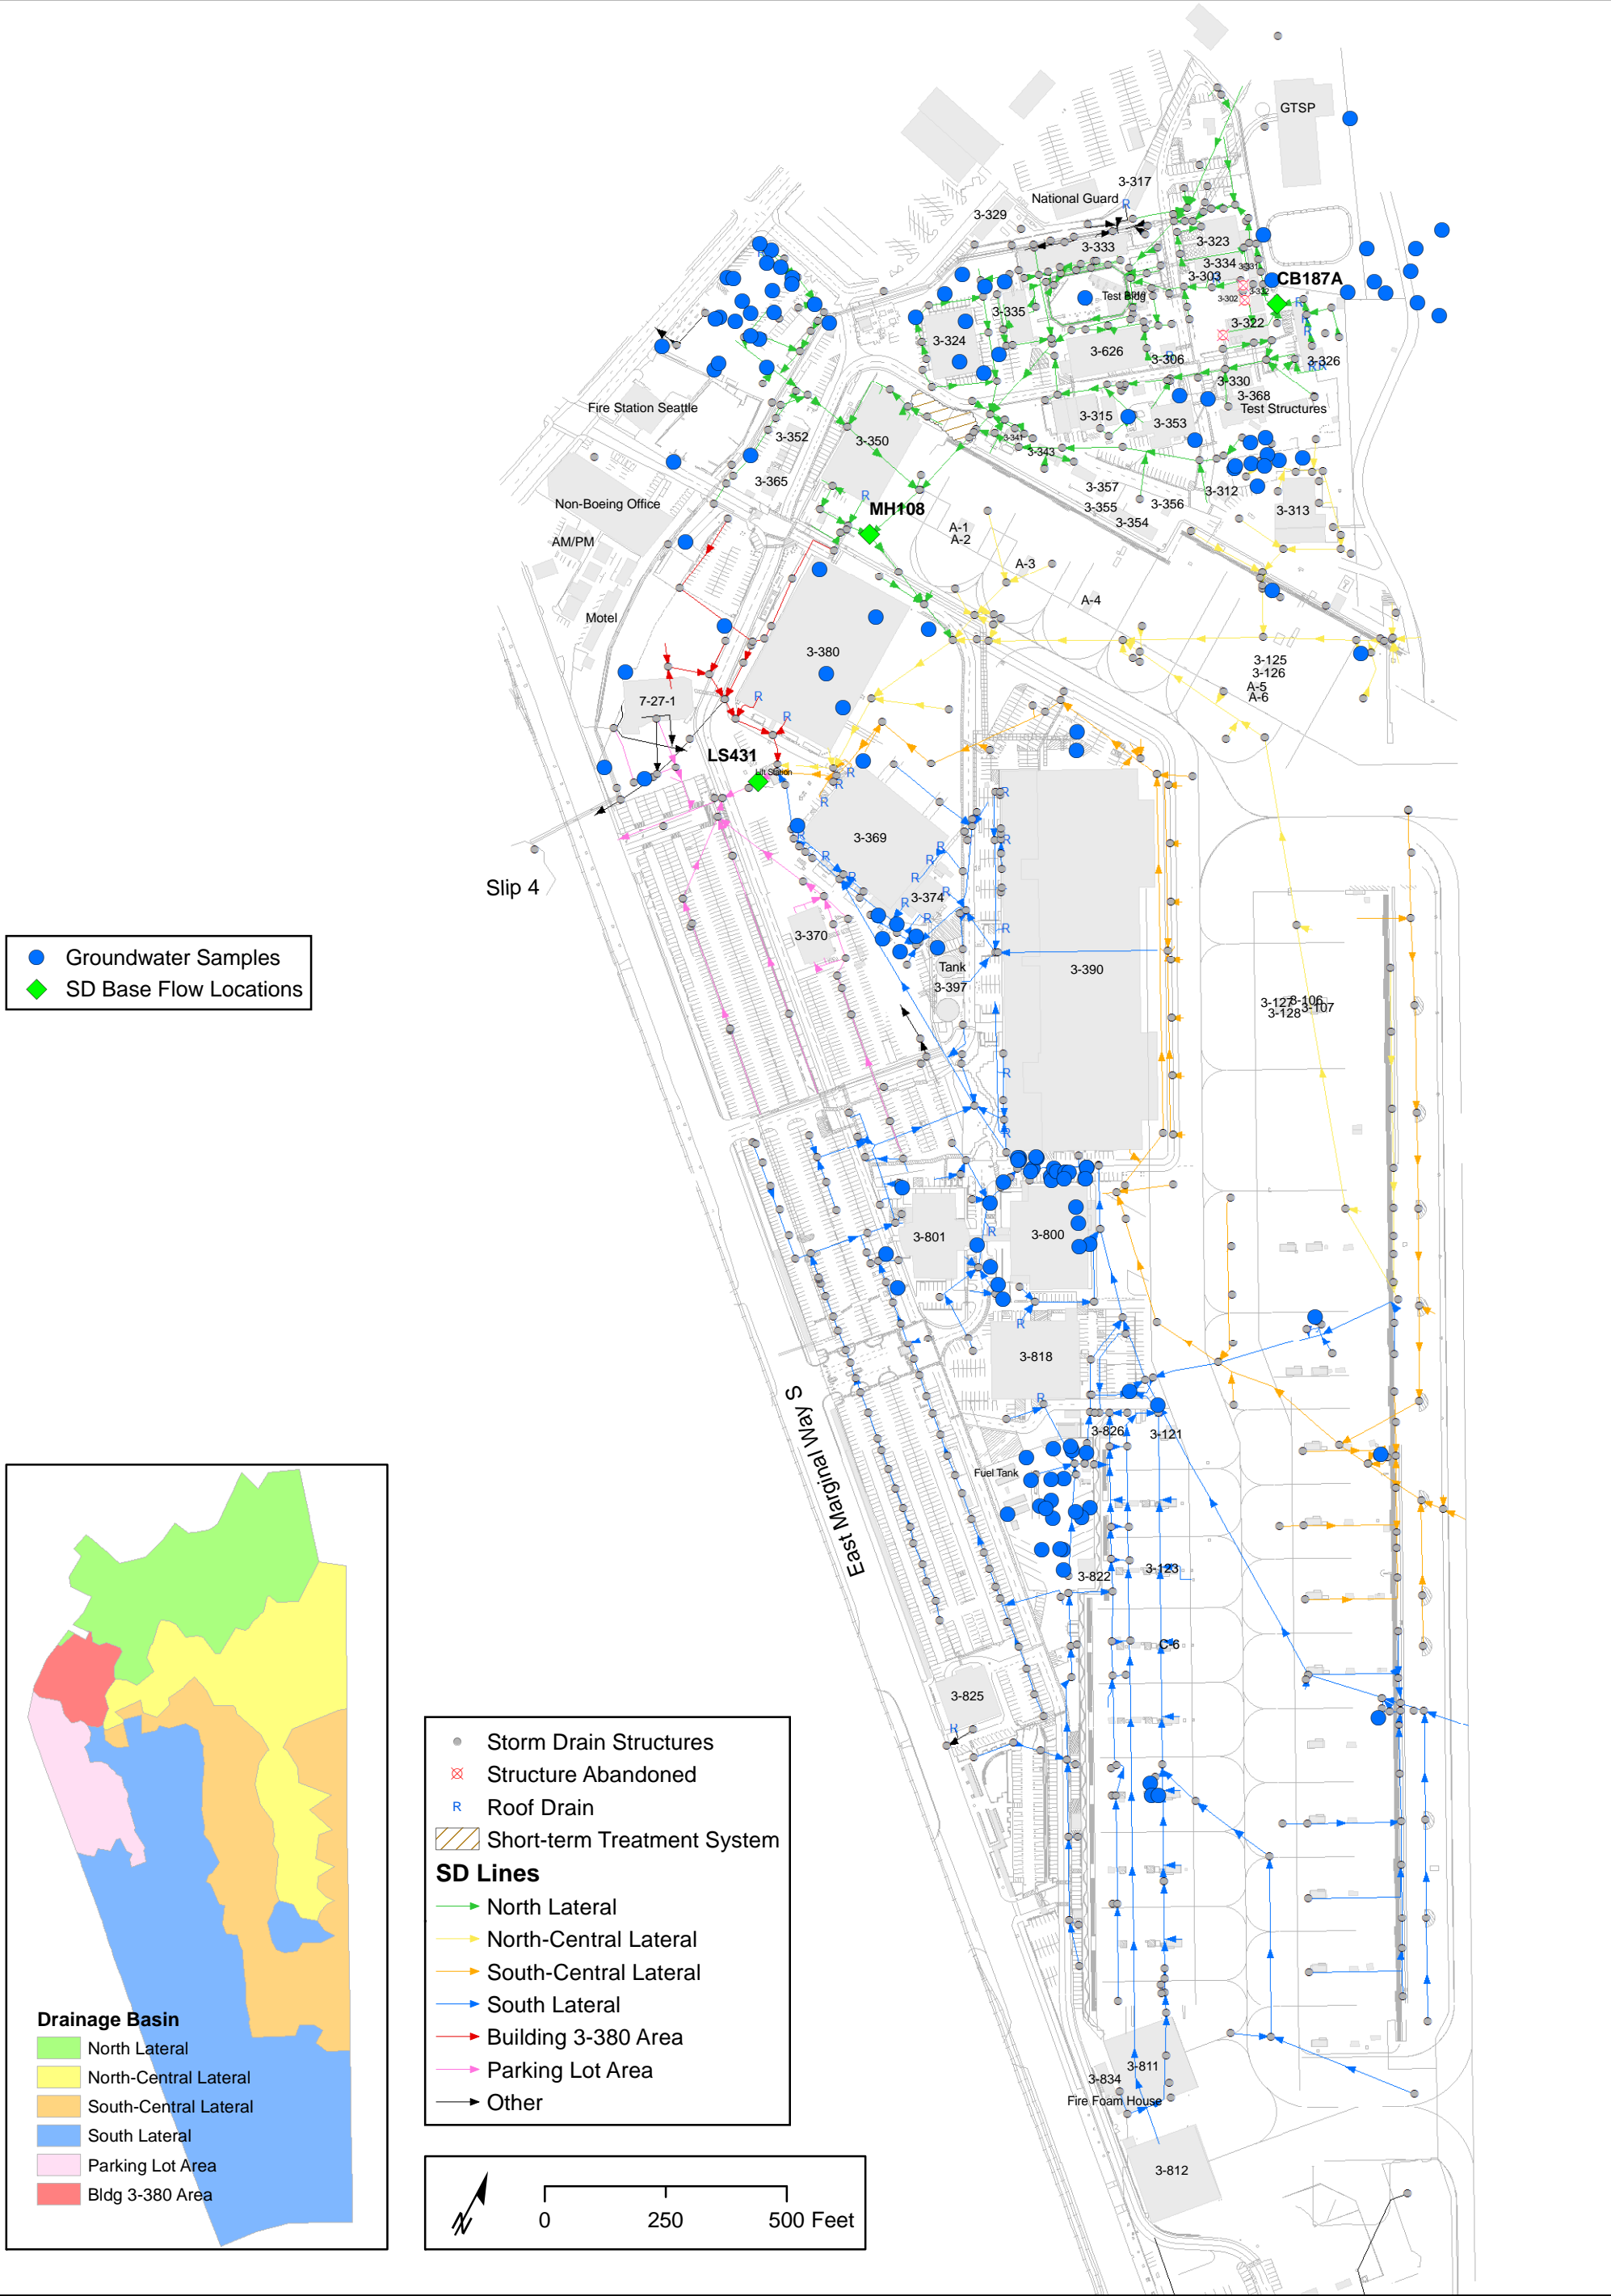 GTSP
3-317
National Guard
R
3-329
3-323
3-333
3-334
3-331
3-303
CB187A
3-302
3-332
R
Test Bldg
3-335
3-322
R
R
3-324
3-626
3-306
R
3-326
R R
3-330
3-368
Test Structures
Fire Station Seattle
3-315
3-353
3-352
3-350
3-341
3-343
3-365
3-357
3-312
3-356
3-355
3-313
3-354
Non-Boeing Office
R
MH108
A-1
A-2
AM/PM
A-3
A-4
Motel
3-380
3-125
3-126
A-5
A-6
7-27-1
R
R
LS431
Lift Station
R
R
R
R
3-369
R
R
R
R
R
R
R
R
R
3-374
R
R
R
Slip 4
3-370
Tank
3-390
3-397
3-127
3-106
3-107
3-128
R
R
Groundwater Samples
SD Base Flow Locations
3-801
R
3-800
R
3-818
R
East Marginal Way S
3-826
3-121
Fuel Tank
3-822
3-123
C-6
3-825
R
3-811
3-834
Fire Foam House
3-812
Drainage Basin
North Lateral
North-Central Lateral
South-Central Lateral
South Lateral
Parking Lot Area
Bldg 3-380 Area
Storm Drain Structures
Structure Abandoned
R Roof Drain
Short-term Treatment System
SD Lines
North Lateral
North-Central Lateral
South-Central Lateral
South Lateral
Building 3-380 Area
Parking Lot Area
Other
N
0 250 500 Feet